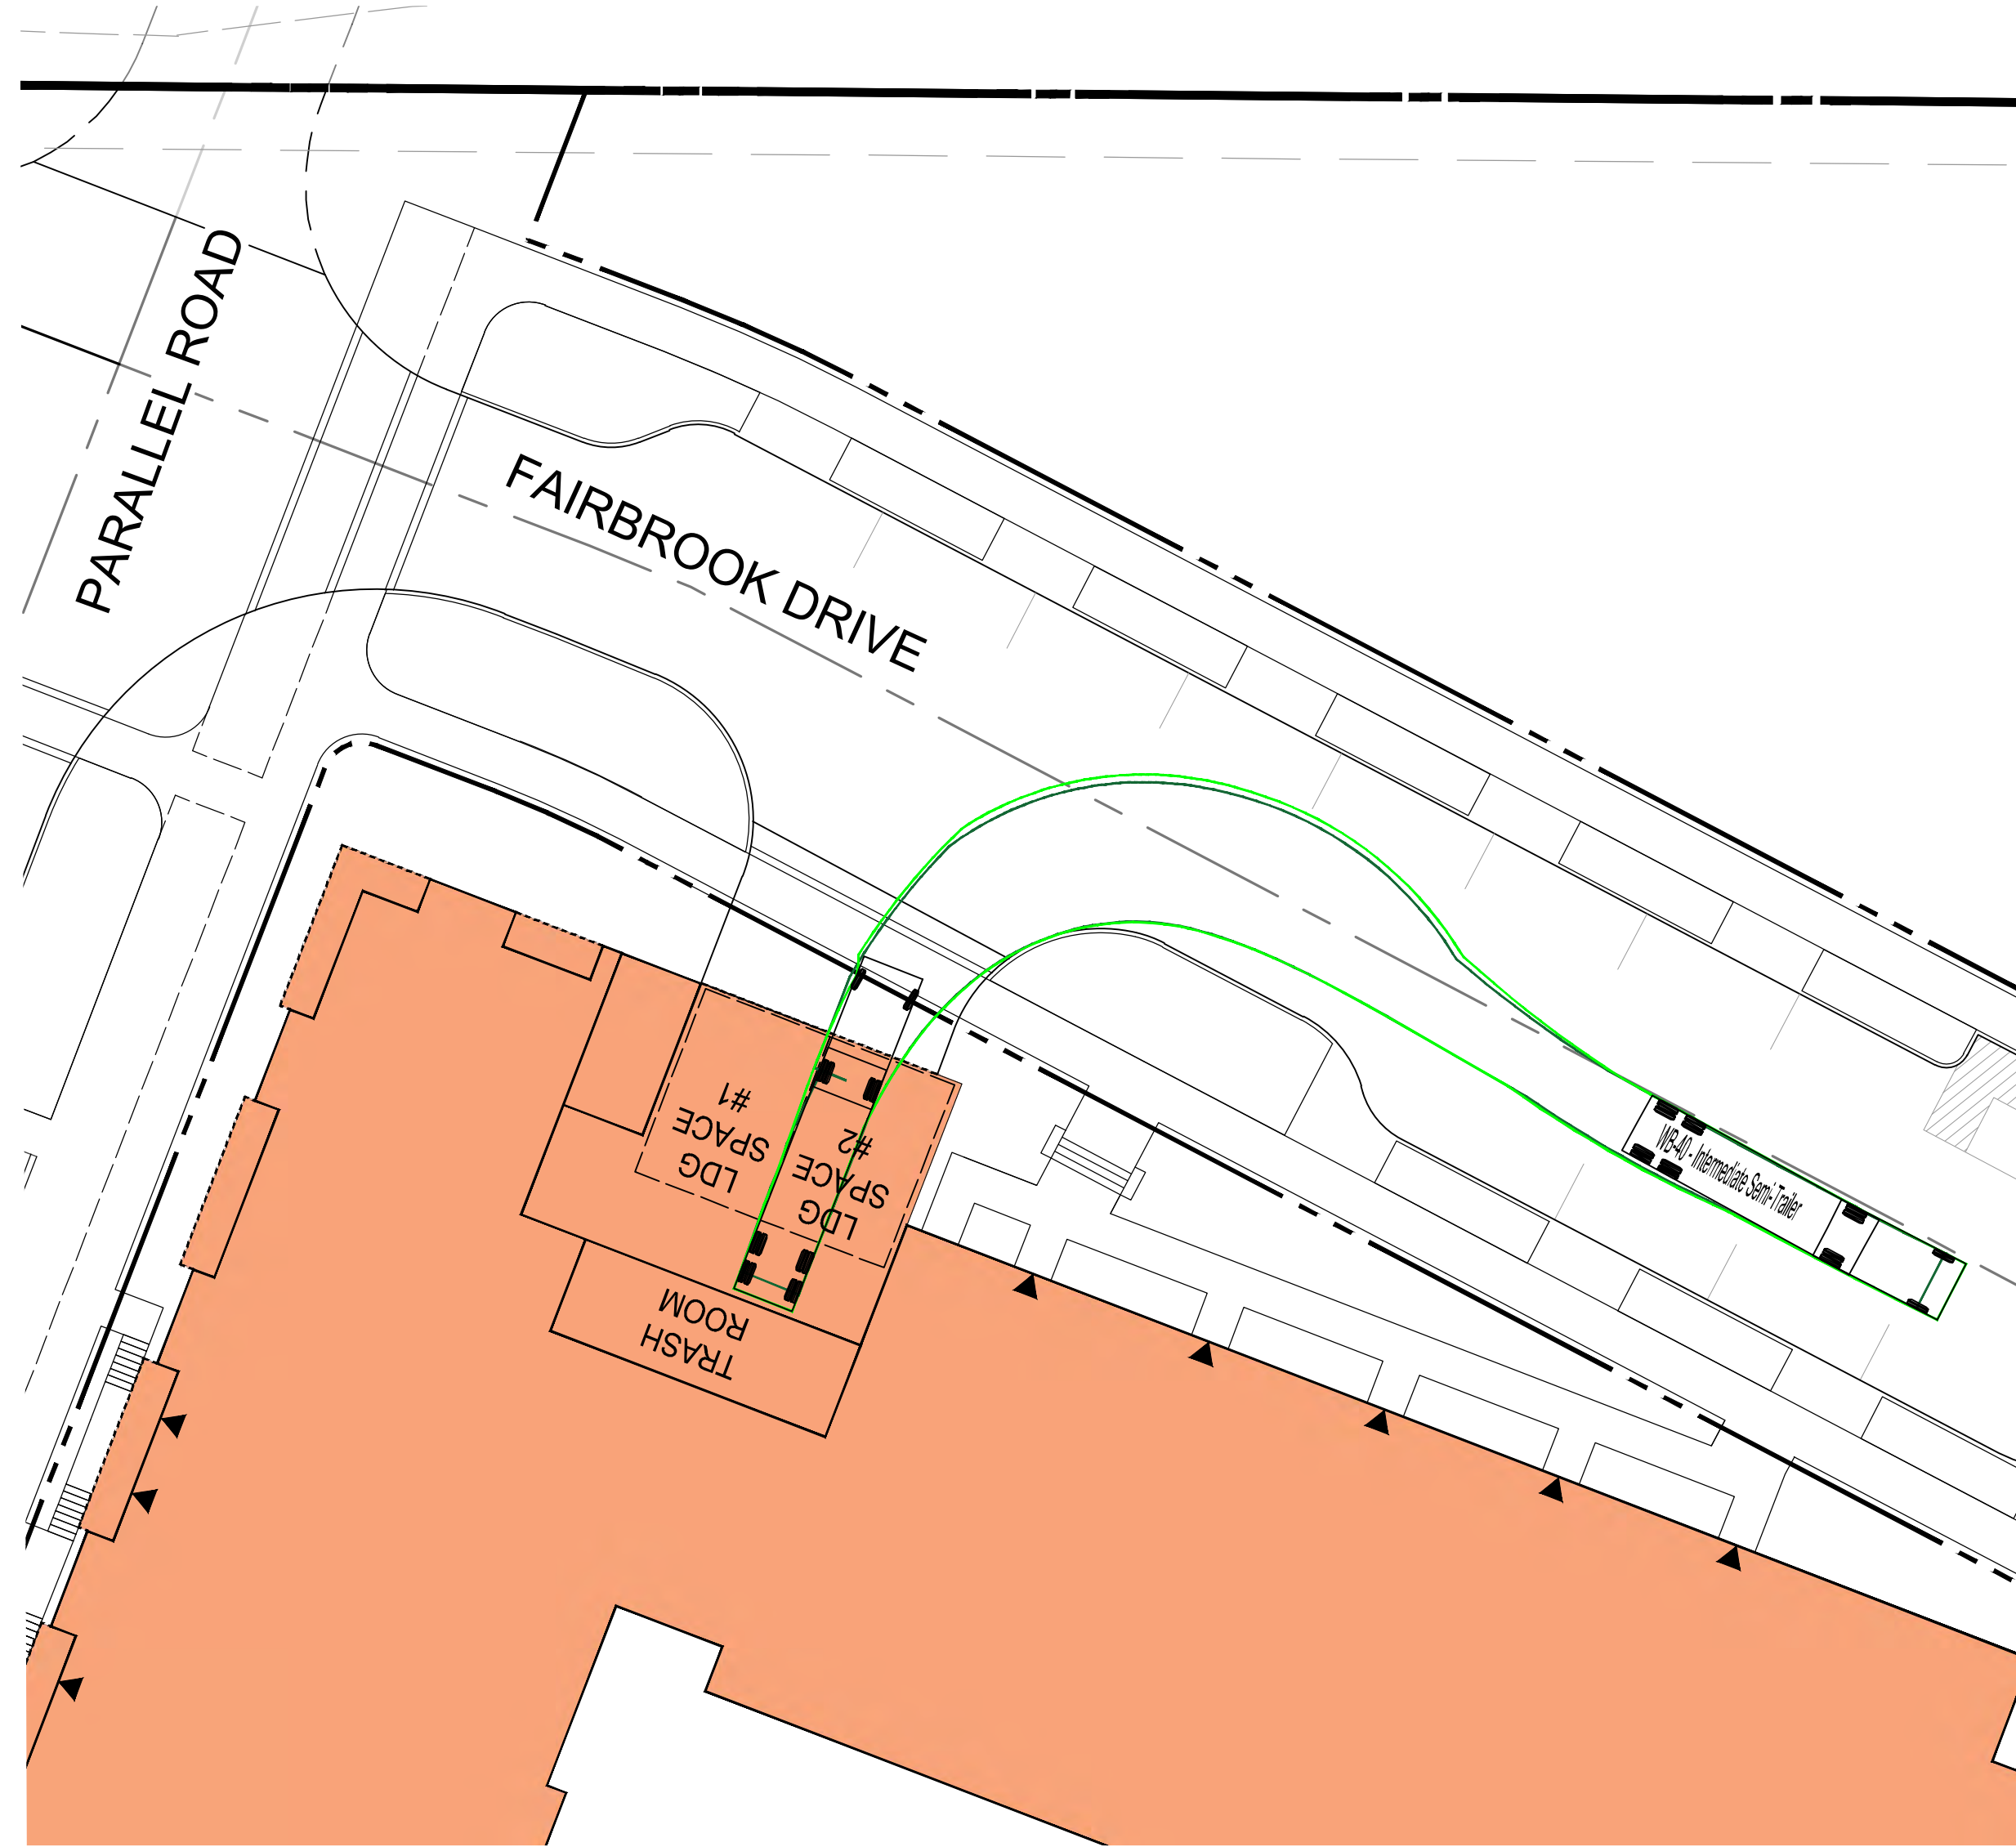 PARALLEL ROAD
FAIRBROOK DRIVE
LDG
SPACE
#1
LDG
SPACE
#2
TRASH
ROOM
WB-40 - Intermediate Semi-Trailer